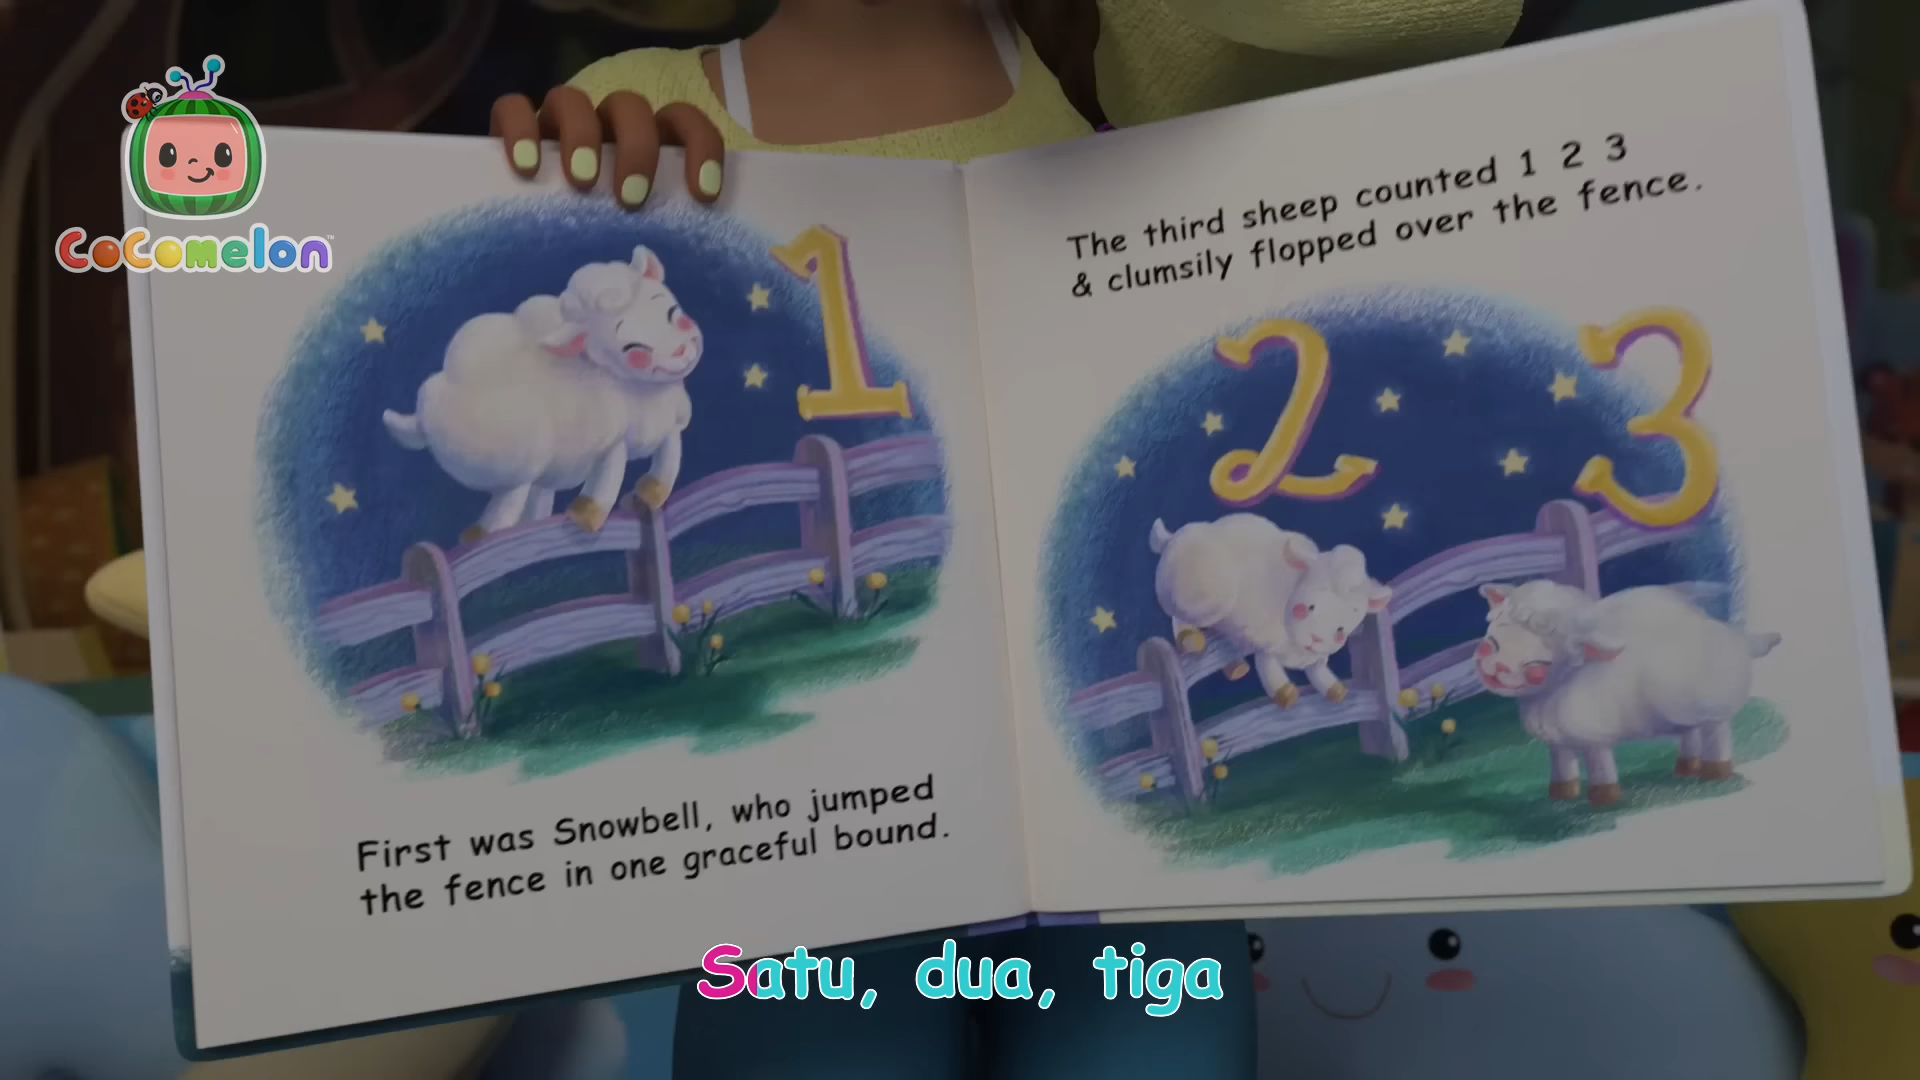 CoCoMelon™
1
First was Snowbell, who jumped
the fence in one graceful bound.
The third sheep counted 1 2 3
& clumsily flopped over the fence.
2 3
Satu, dua, tiga